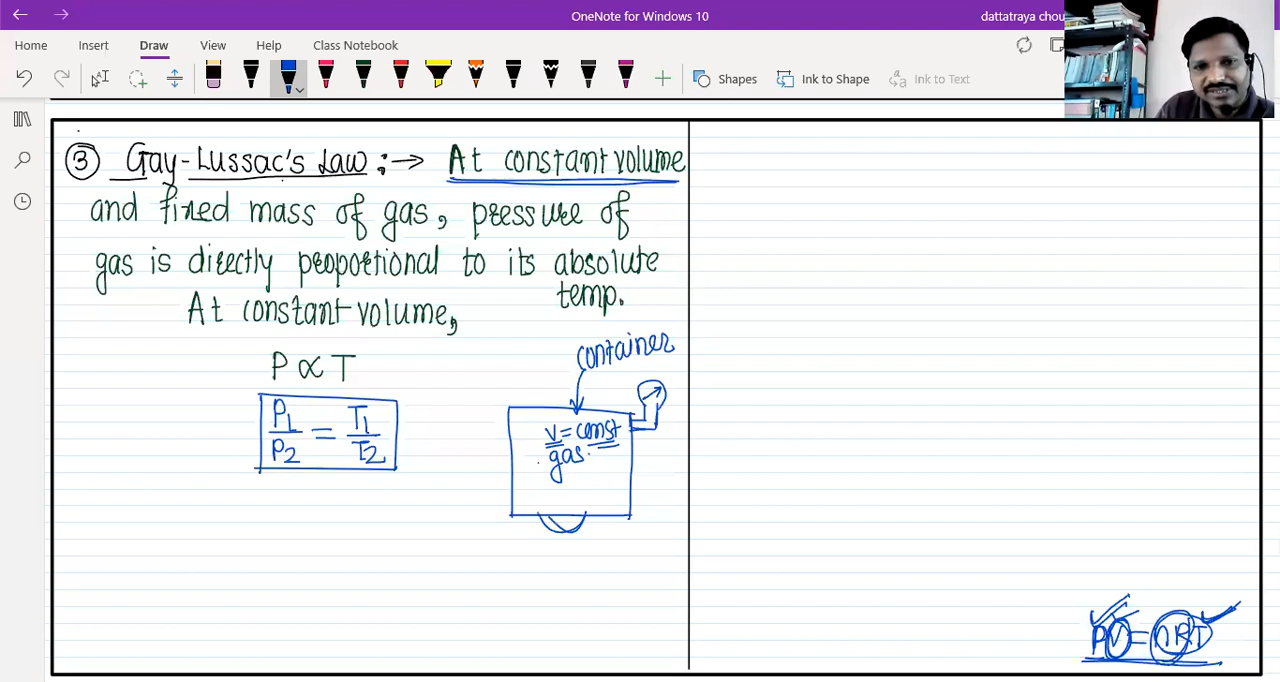 OneNote for Windows 10
dattatraya chou
Home Insert Draw View Help Class Notebook
Shapes Ink to Shape Ink to Text
③ Gay-Lussac's Law :→ At constant volume
and fixed mass of gas, pressure of
gas is directly proportional to its absolute
temp.
At constant volume,
P ∝ T
P1/P2 = T1/T2
container
v = const
gas
PV = nRT